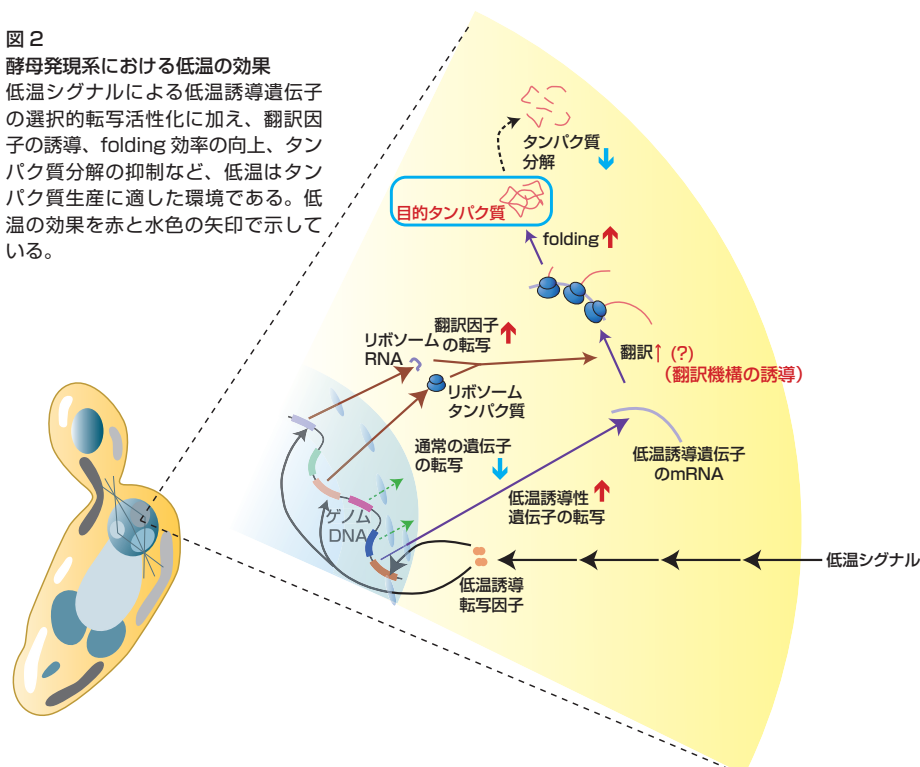 図 2
酵母発現系における低温の効果
低温シグナルによる低温誘導遺伝子
の選択的転写活性化に加え、翻訳因
子の誘導、folding 効率の向上、タン
パク質分解の抑制など、低温はタン
パク質生産に適した環境である。低
温の効果を赤と水色の矢印で示して
いる。
タンパク質
分解
目的タンパク質
folding
翻訳因子
の転写
リボソーム
RNA
翻訳↑ (?)
(翻訳機構の誘導)
リボソーム
タンパク質
通常の遺伝子
の転写
低温誘導遺伝子
のmRNA
低温誘導性
遺伝子の転写
ゲノム
DNA
低温シグナル
低温誘導
転写因子